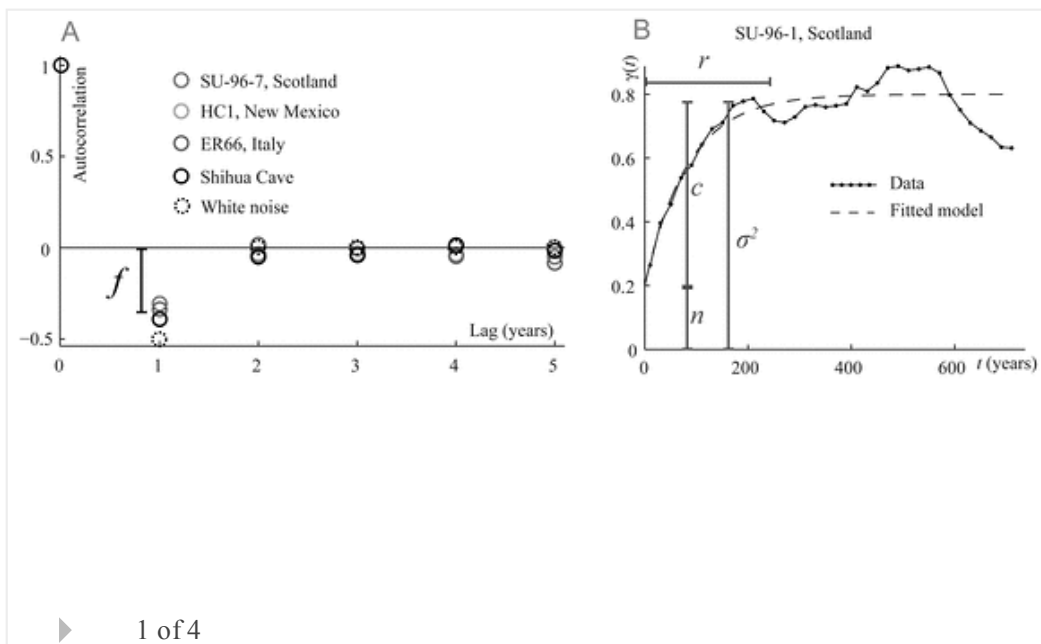 A
Autocorrelation
1
0.5
0
−0.5
SU-96-7, Scotland
HC1, New Mexico
ER66, Italy
Shihua Cave
White noise
f
Lag (years)
0 1 2 3 4 5
B
SU-96-1, Scotland
γ(t)
r
0.8
0.6
0.4
0.2
0
c
σ²
n
Data
Fitted model
0 200 400 600 t (years)
1 of 4